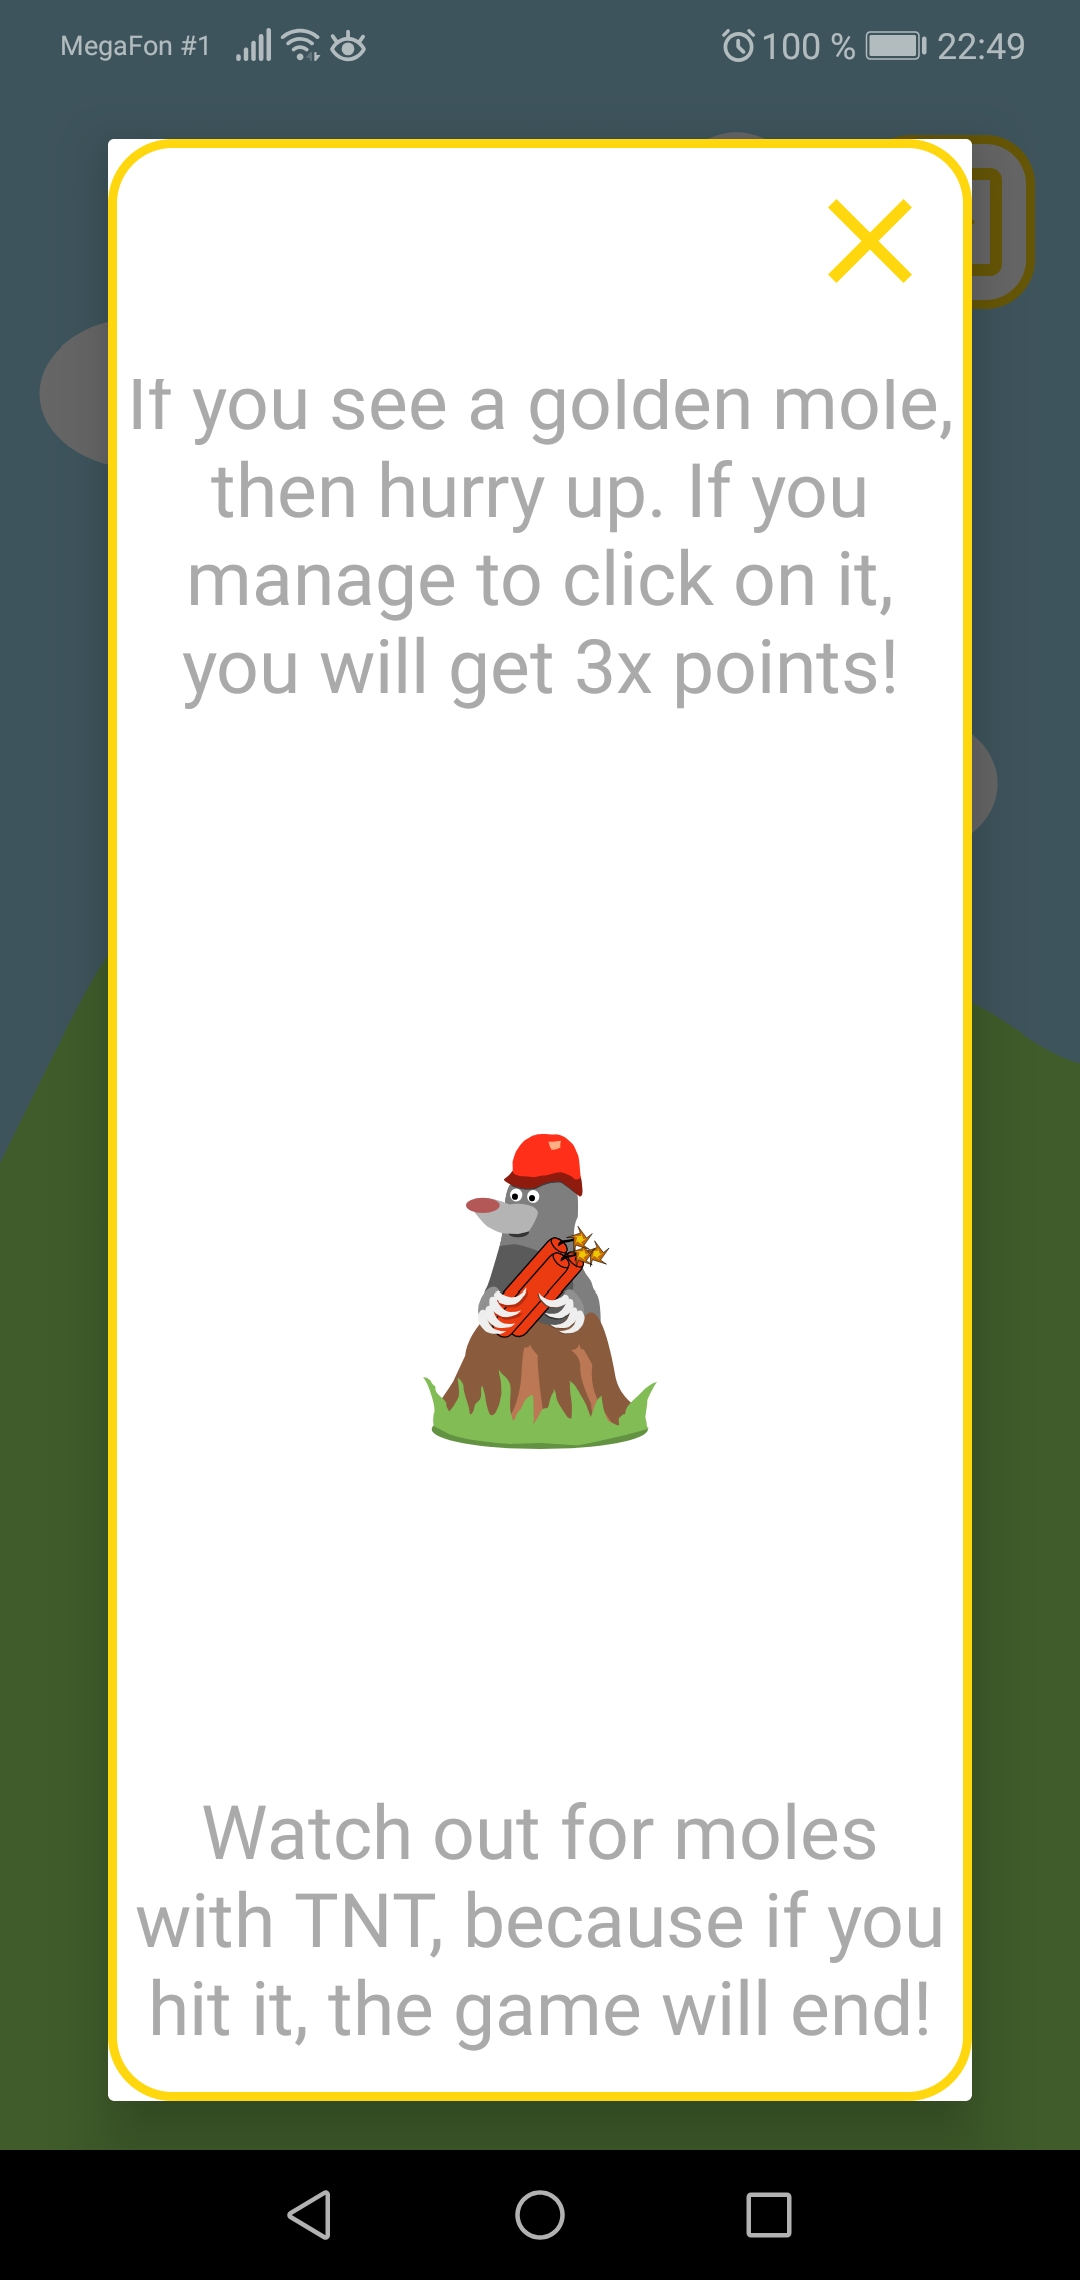 MegaFon #1 100 % 22:49
If you see a golden mole,
then hurry up. If you
manage to click on it,
you will get 3x points!
Watch out for moles
with TNT, because if you
hit it, the game will end!